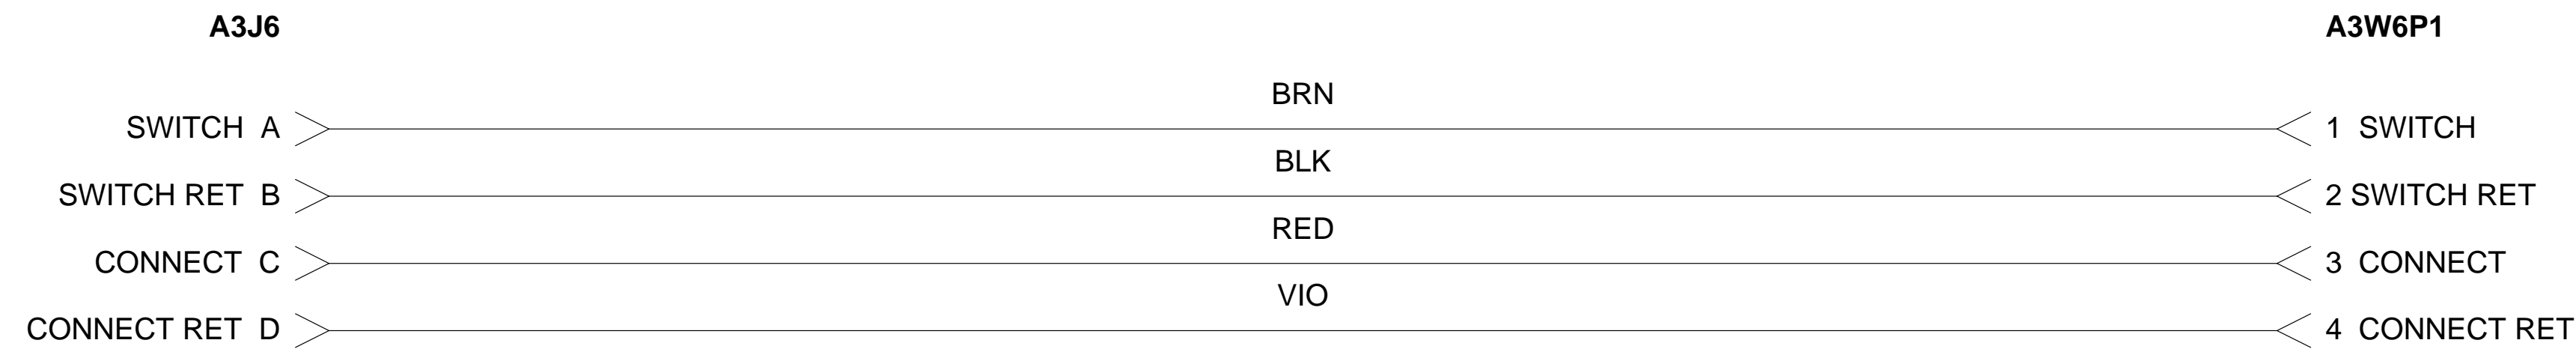 A3J6 A3W6P1
BRN
SWITCH A 1 SWITCH
BLK
SWITCH RET B 2 SWITCH RET
RED
CONNECT C 3 CONNECT
VIO
CONNECT RET D 4 CONNECT RET